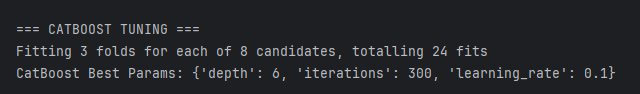 === CATBOOST TUNING ===
Fitting 3 folds for each of 8 candidates, totalling 24 fits
CatBoost Best Params: {'depth': 6, 'iterations': 300, 'learning_rate': 0.1}